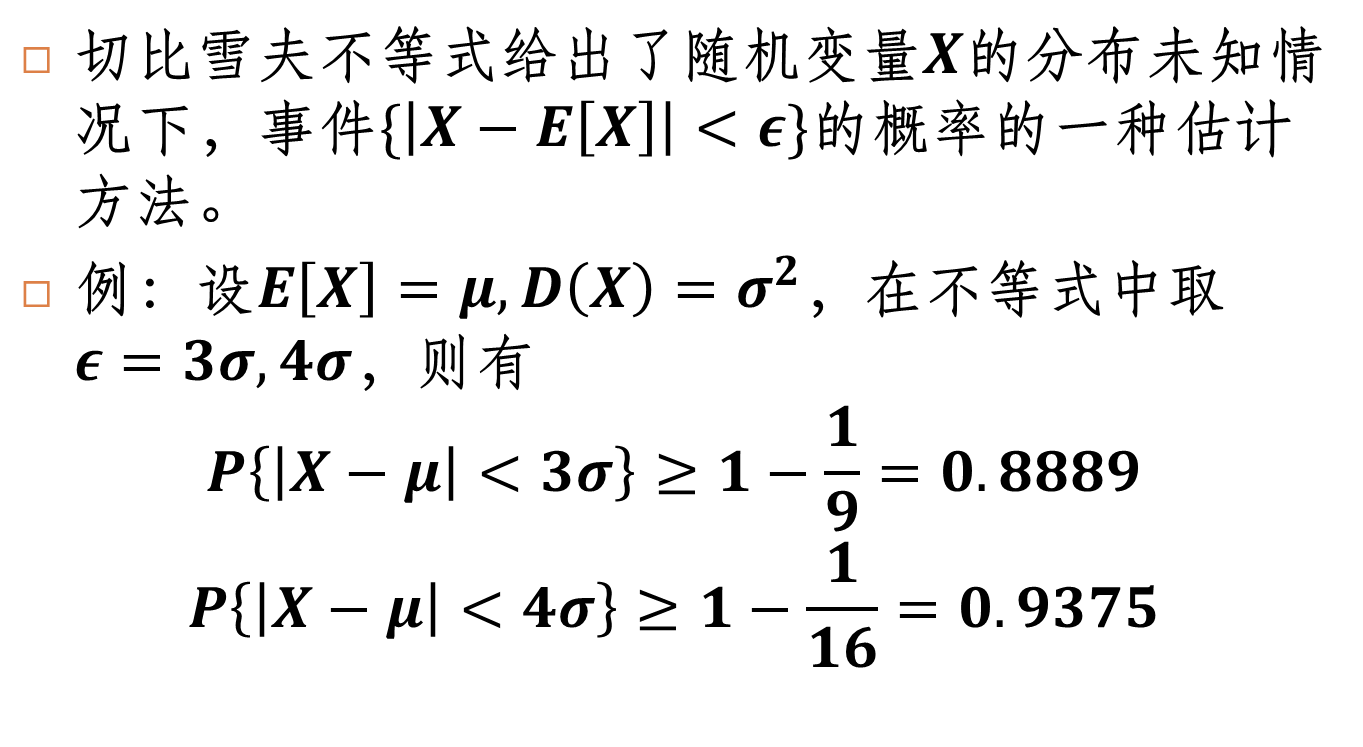 切比雪夫不等式给出了随机变量X的分布未知情
况下，事件{|X − E[X]| < ϵ}的概率的一种估计
方法。
例：设E[X] = μ, D(X) = σ²，在不等式中取
ϵ = 3σ, 4σ，则有
P{|X − μ| < 3σ} ≥ 1 − 1/9 = 0.8889
P{|X − μ| < 4σ} ≥ 1 − 1/16 = 0.9375